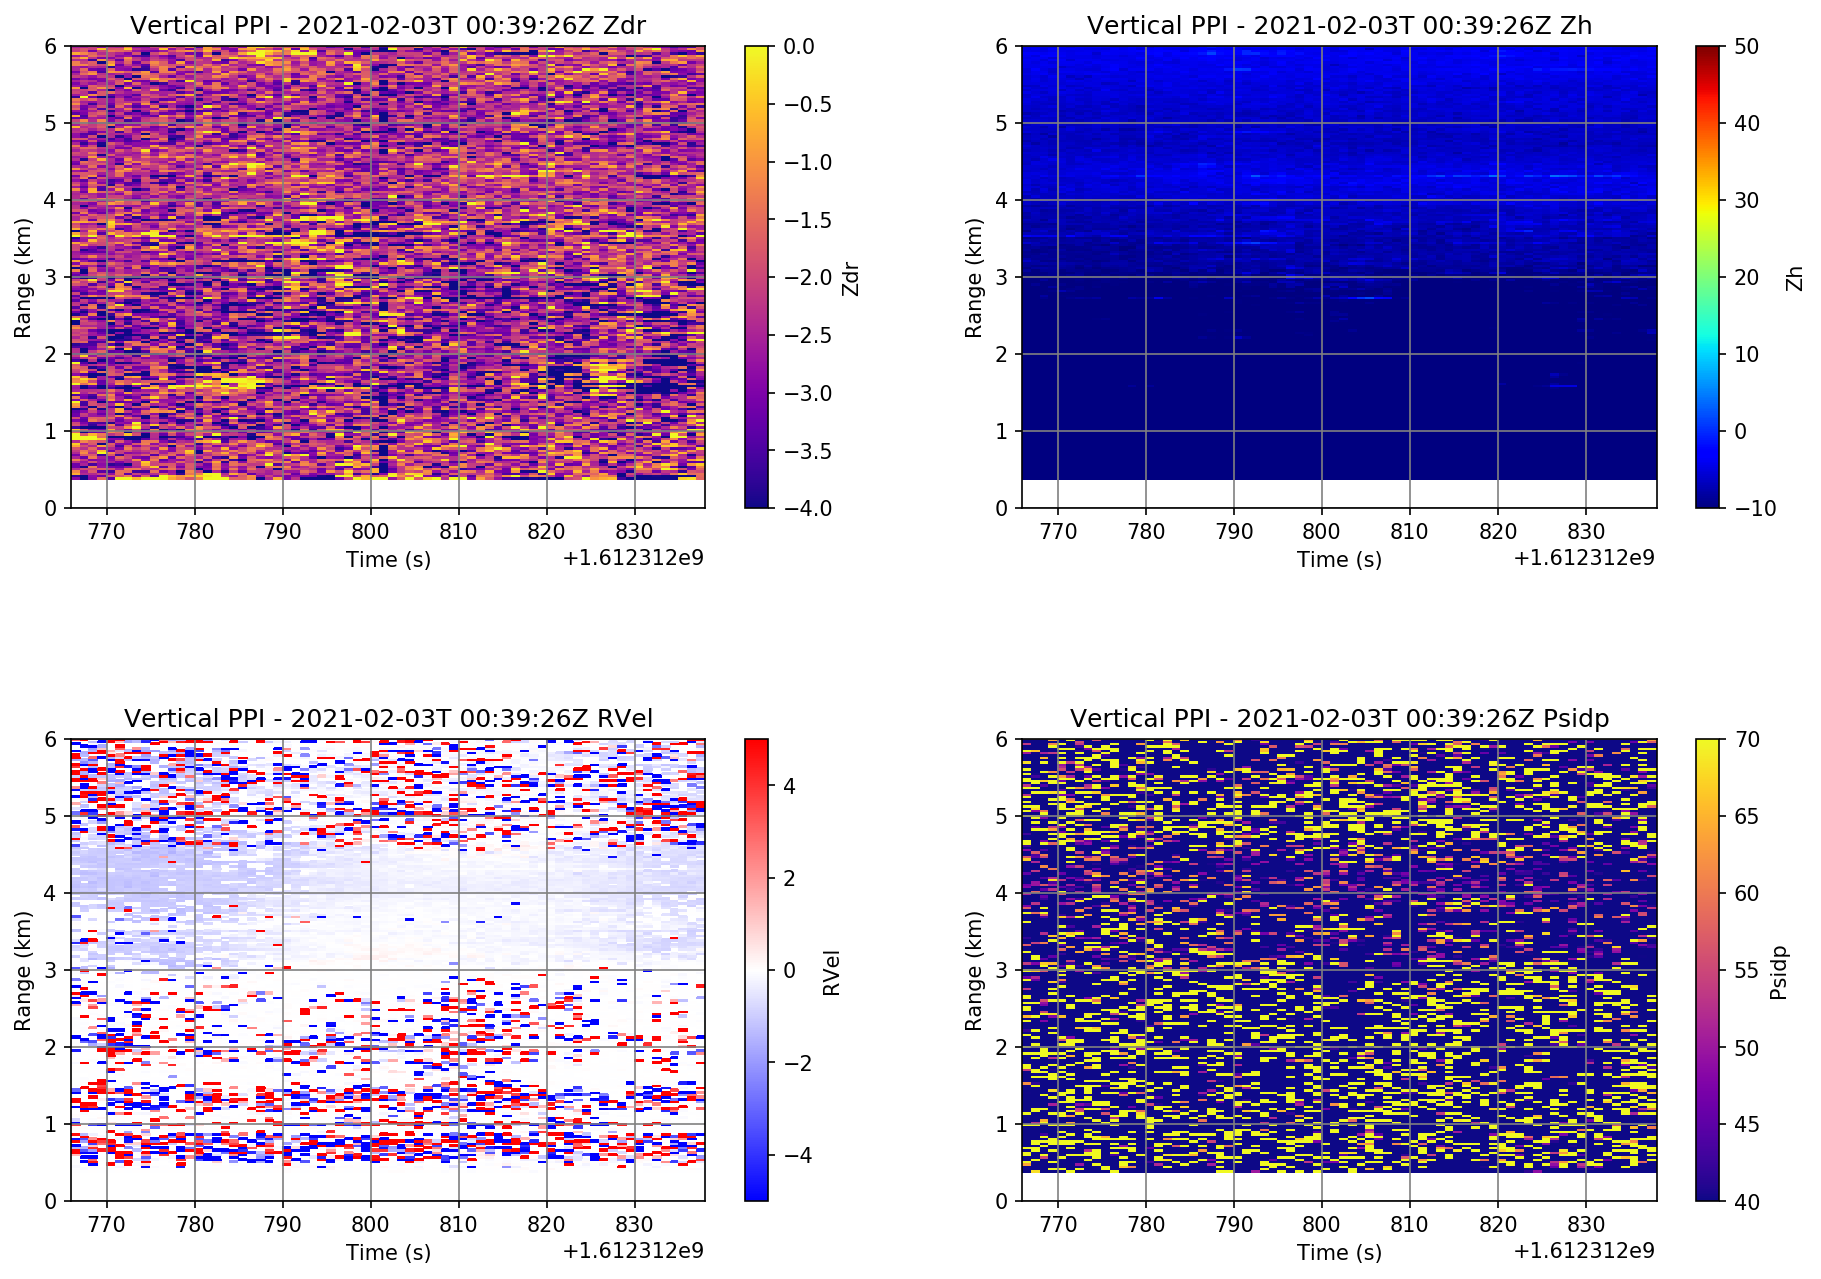 Vertical PPI - 2021-02-03T 00:39:26Z Zdr
6
5
4
3
2
1
0
Range (km)
770 780 790 800 810 820 830
Time (s)
+1.612312e9
0.0
−0.5
−1.0
−1.5
−2.0
−2.5
−3.0
−3.5
−4.0
Zdr
Vertical PPI - 2021-02-03T 00:39:26Z Zh
6
5
4
3
2
1
0
Range (km)
770 780 790 800 810 820 830
Time (s)
+1.612312e9
50
40
30
20
10
0
−10
Zh
Vertical PPI - 2021-02-03T 00:39:26Z RVel
6
5
4
3
2
1
0
Range (km)
770 780 790 800 810 820 830
Time (s)
+1.612312e9
4
2
0
−2
−4
RVel
Vertical PPI - 2021-02-03T 00:39:26Z Psidp
6
5
4
3
2
1
0
Range (km)
770 780 790 800 810 820 830
Time (s)
+1.612312e9
70
65
60
55
50
45
40
Psidp